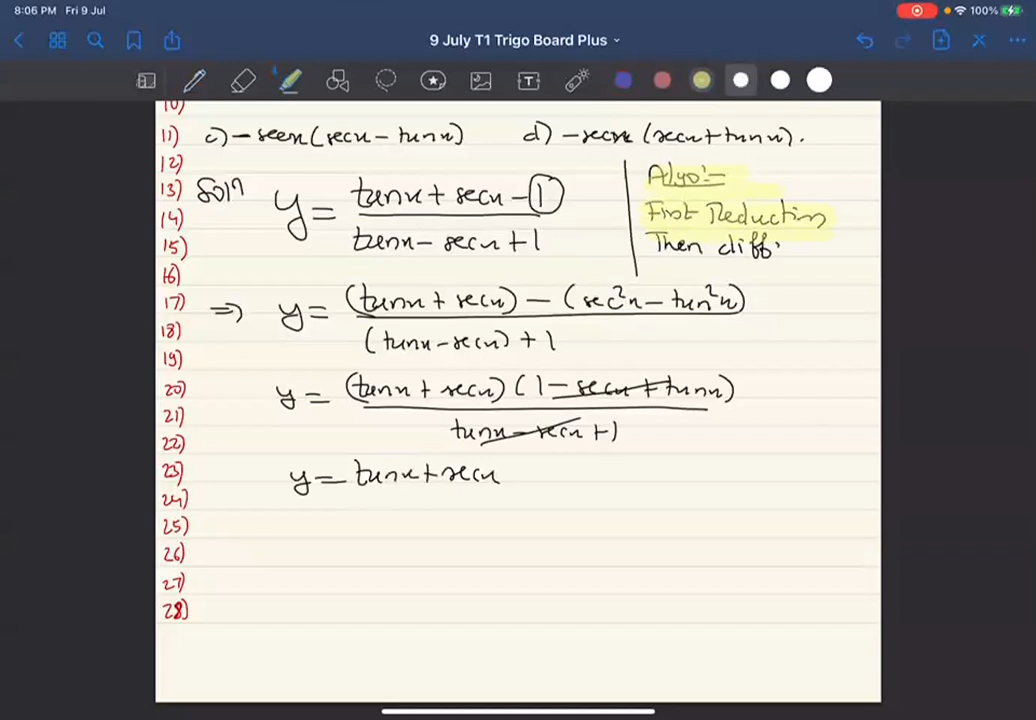 8:06 PM Fri 9 Jul
100%
9 July T1 Trigo Board Plus
T
10)
11) c) -secx(secx - tanx) d) -secx (secx + tanx).
12)
13) Soln y = (tanx + secx - 1) / (tanx - secx + 1)
Algo :-
14)
First Reduction
15)
Then diff.
16)
17) => y = ((tanx + secx) - (sec²x - tan²x)) / ((tanx - secx) + 1)
18)
19)
20) y = ((tanx + secx) (1 - secx + tanx)) / (tanx - secx + 1)
21)
22)
23) y = tanx + secx
24)
25)
26)
27)
28)